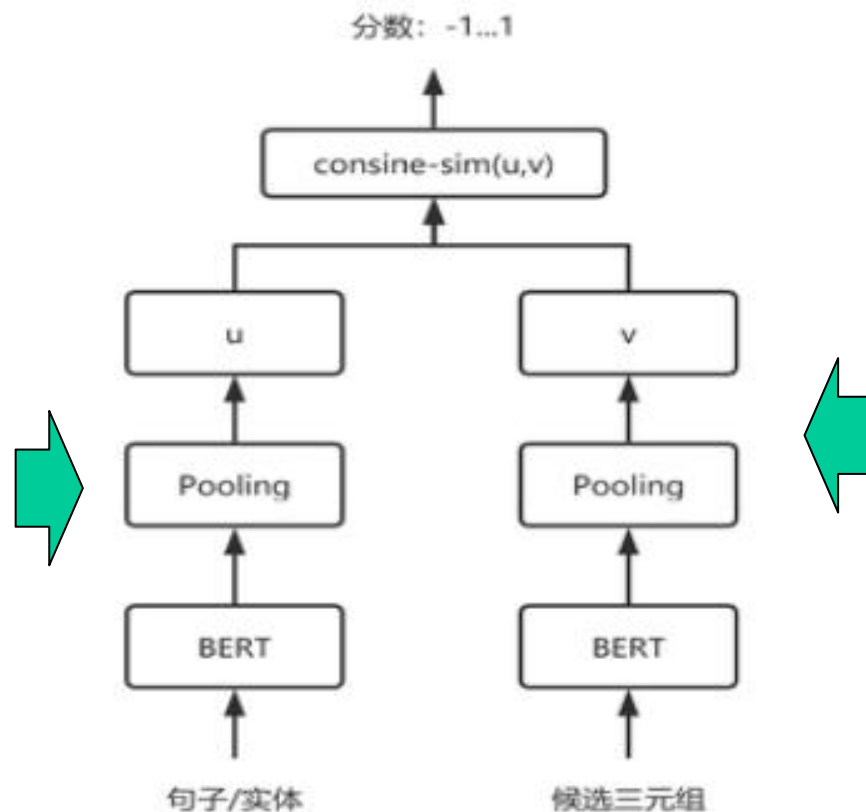 分数：-1...1
consine-sim(u,v)
u
v
Pooling
Pooling
BERT
BERT
句子/实体
候选三元组